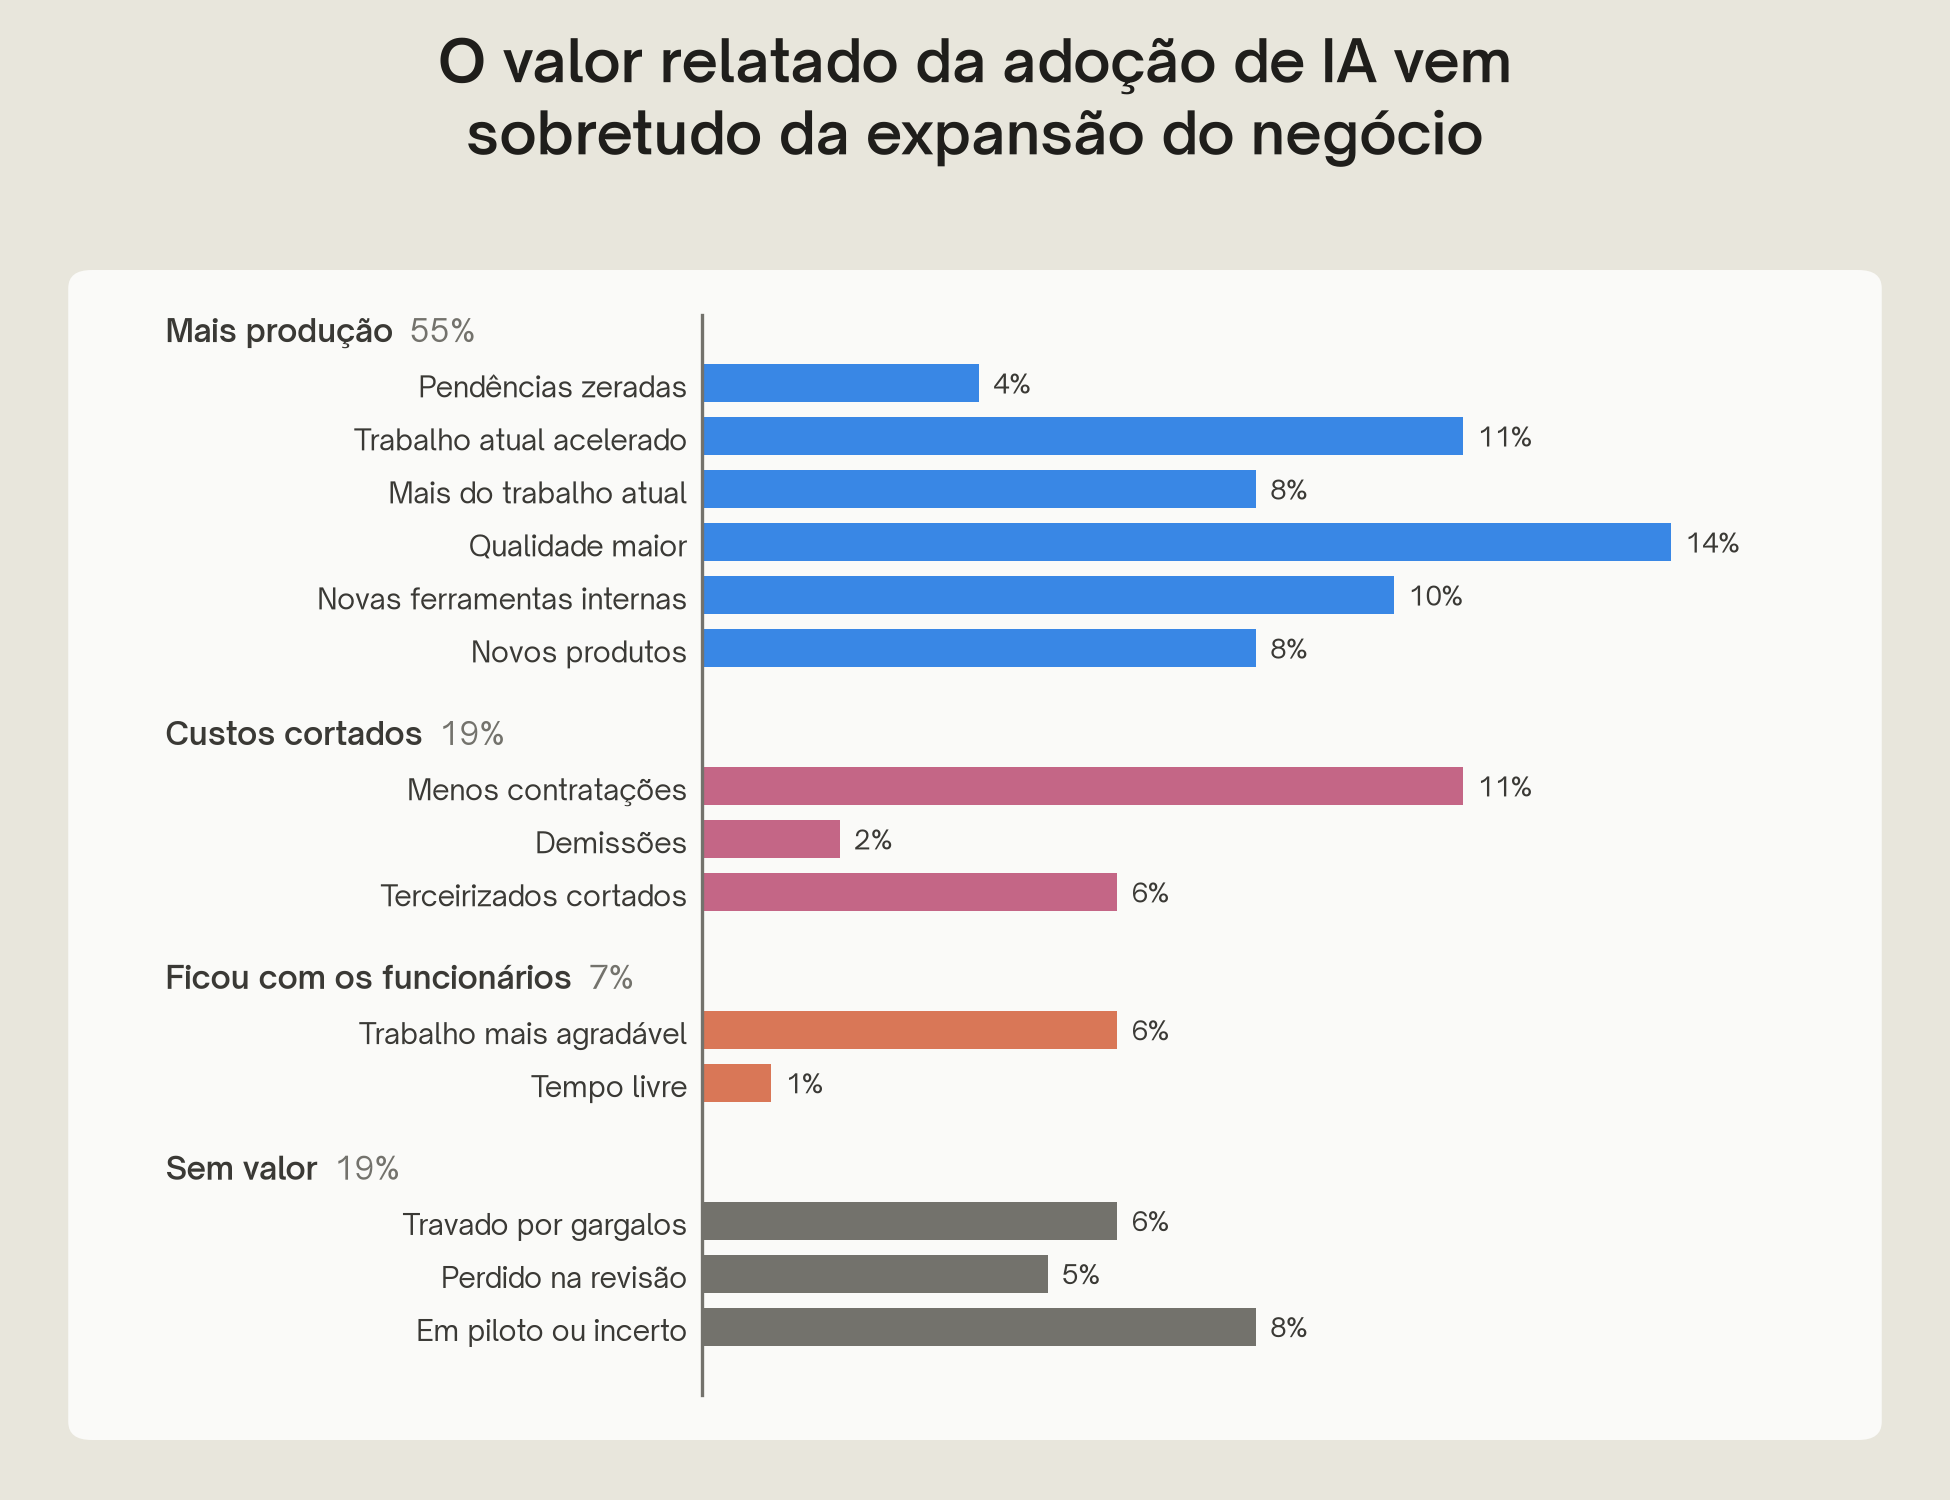 O valor relatado da adoção de IA vem
sobretudo da expansão do negócio
Mais produção 55%
Pendências zeradas 4%
Trabalho atual acelerado 11%
Mais do trabalho atual 8%
Qualidade maior 14%
Novas ferramentas internas 10%
Novos produtos 8%
Custos cortados 19%
Menos contratações 11%
Demissões 2%
Terceirizados cortados 6%
Ficou com os funcionários 7%
Trabalho mais agradável 6%
Tempo livre 1%
Sem valor 19%
Travado por gargalos 6%
Perdido na revisão 5%
Em piloto ou incerto 8%